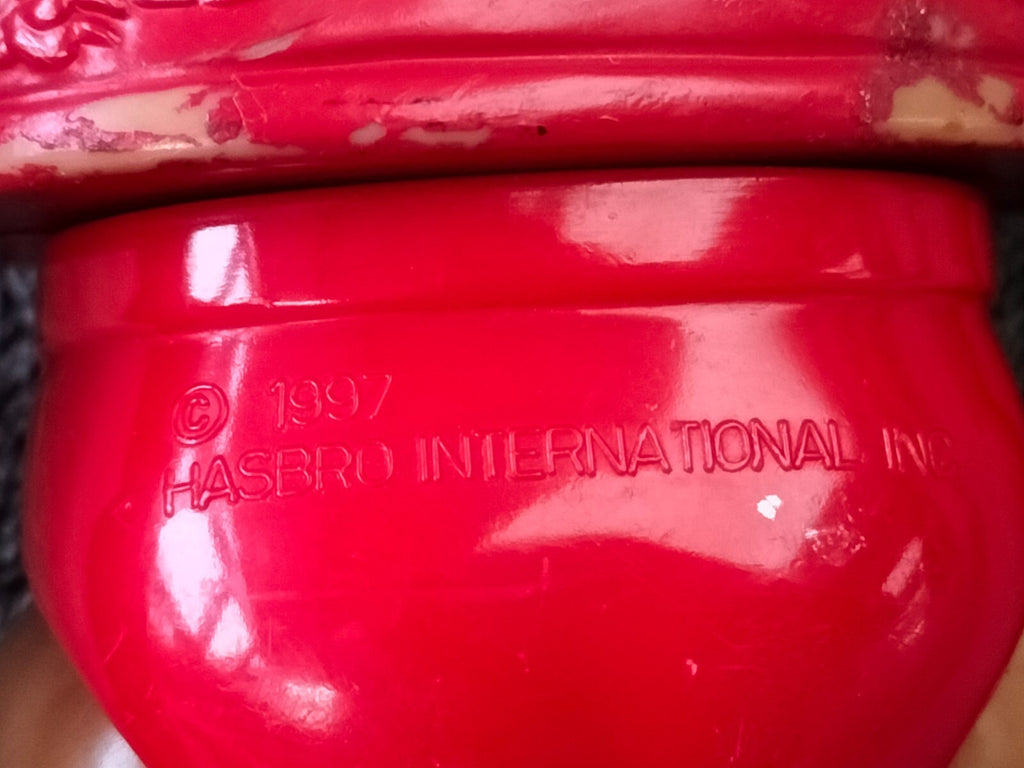 © 1997
HASBRO INTERNATIONAL INC.